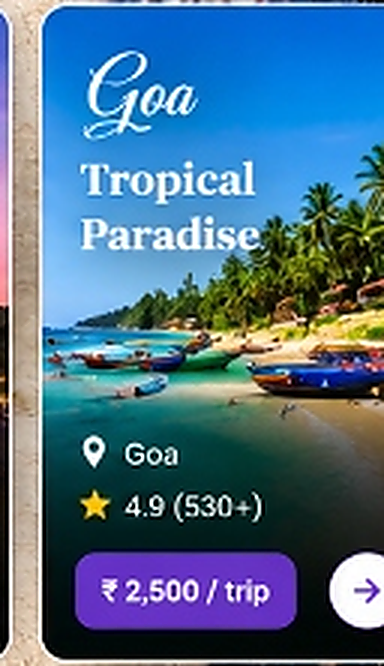 Goa
Tropical
Paradise
Goa
4.9 (530+)
₹ 2,500 / trip